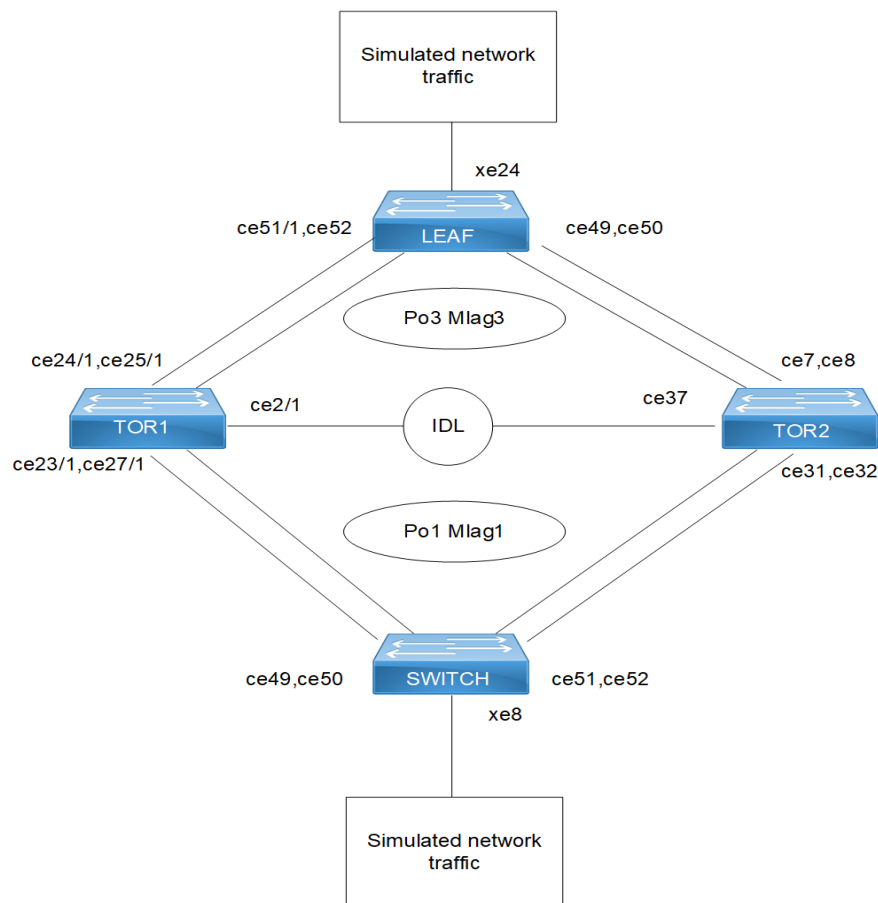 Simulated network
traffic
xe24
ce51/1,ce52
ce49,ce50
LEAF
Po3 Mlag3
ce24/1,ce25/1
ce7,ce8
ce2/1
ce37
TOR1
IDL
TOR2
ce23/1,ce27/1
ce31,ce32
Po1 Mlag1
ce49,ce50
SWITCH
ce51,ce52
xe8
Simulated network
traffic